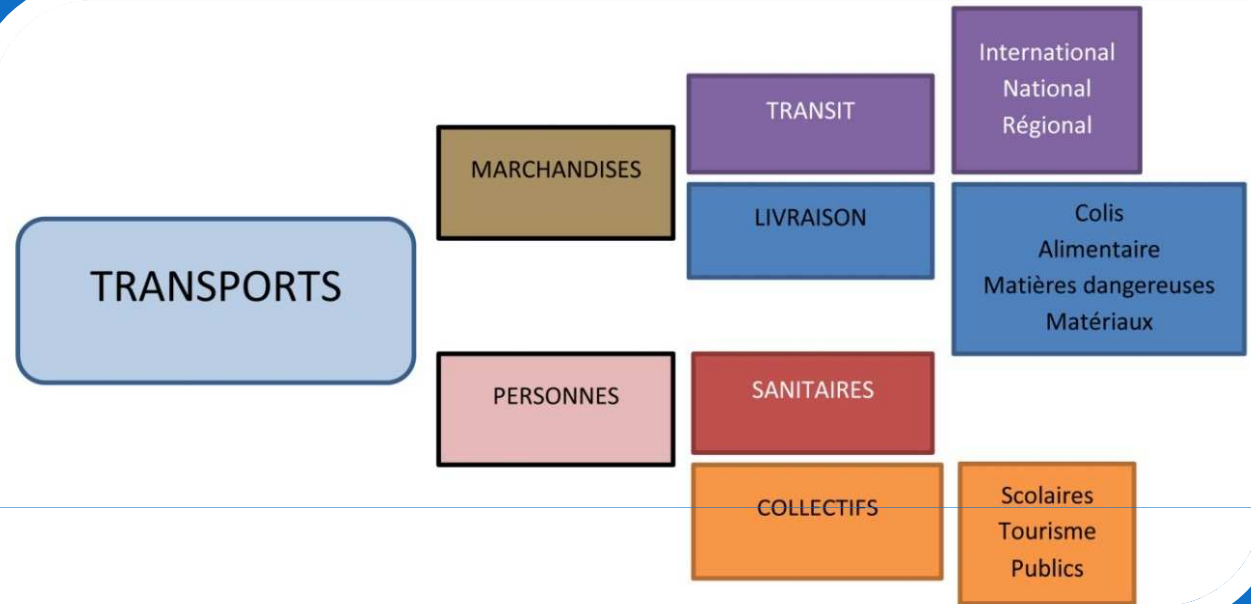 TRANSPORTS
MARCHANDISES
TRANSIT
International
National
Régional
LIVRAISON
Colis
Alimentaire
Matières dangereuses
Matériaux
PERSONNES
SANITAIRES
COLLECTIFS
Scolaires
Tourisme
Publics